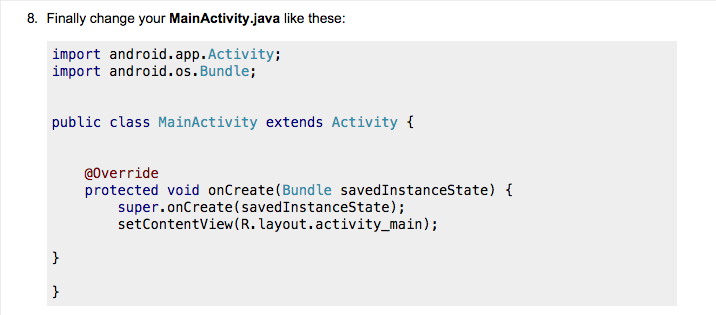 8. Finally change your MainActivity.java like these:
import android.app.Activity;
import android.os.Bundle;
public class MainActivity extends Activity {
@Override
protected void onCreate(Bundle savedInstanceState) {
super.onCreate(savedInstanceState);
setContentView(R.layout.activity_main);
}
}